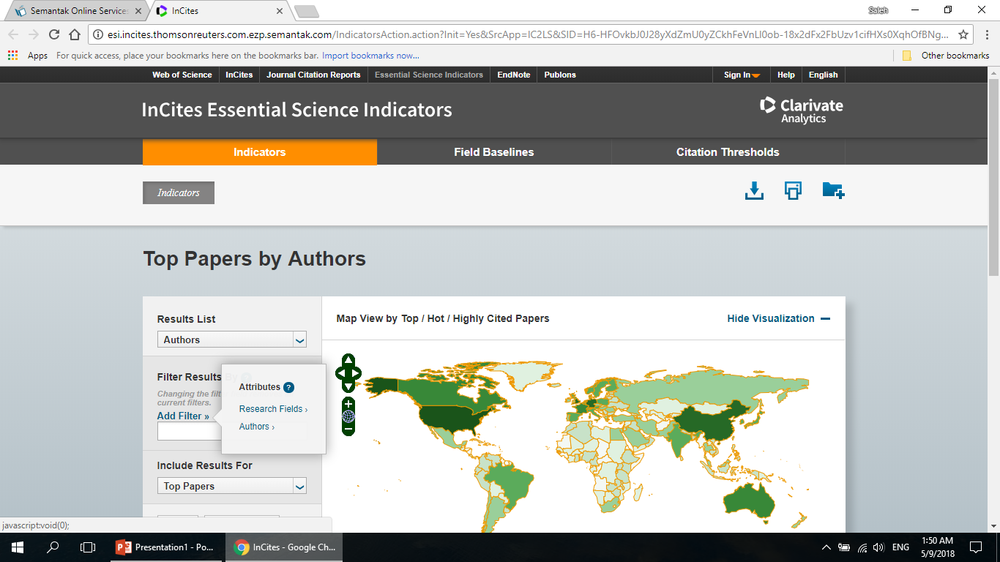 Semantak Online Services
InCites
Saleh
esi.incites.thomsonreuters.com.ezp.semantak.com/IndicatorsAction.action?Init=Yes&SrcApp=IC2LS&SID=H6-HFOvkbJ0J28yXdZmU0yZCkhFeVnLl0ob-18x2dFx2FbUzv1cifHXs0XqhOfBNg...
Apps
For quick access, place your bookmarks here on the bookmarks bar. Import bookmarks now...
Other bookmarks
Web of Science
InCites
Journal Citation Reports
Essential Science Indicators
EndNote
Publons
Sign In
Help
English
InCites Essential Science Indicators
Clarivate
Analytics
Indicators
Field Baselines
Citation Thresholds
Indicators
Top Papers by Authors
Results List
Authors
Filter Results By
Changing the filt
current filters.
Add Filter »
Attributes ?
Research Fields ›
Authors ›
Include Results For
Top Papers
Map View by Top / Hot / Highly Cited Papers
Hide Visualization
javascript:void(0);
Presentation1 - Po...
InCites - Google Ch...
ENG
1:50 AM
5/9/2018